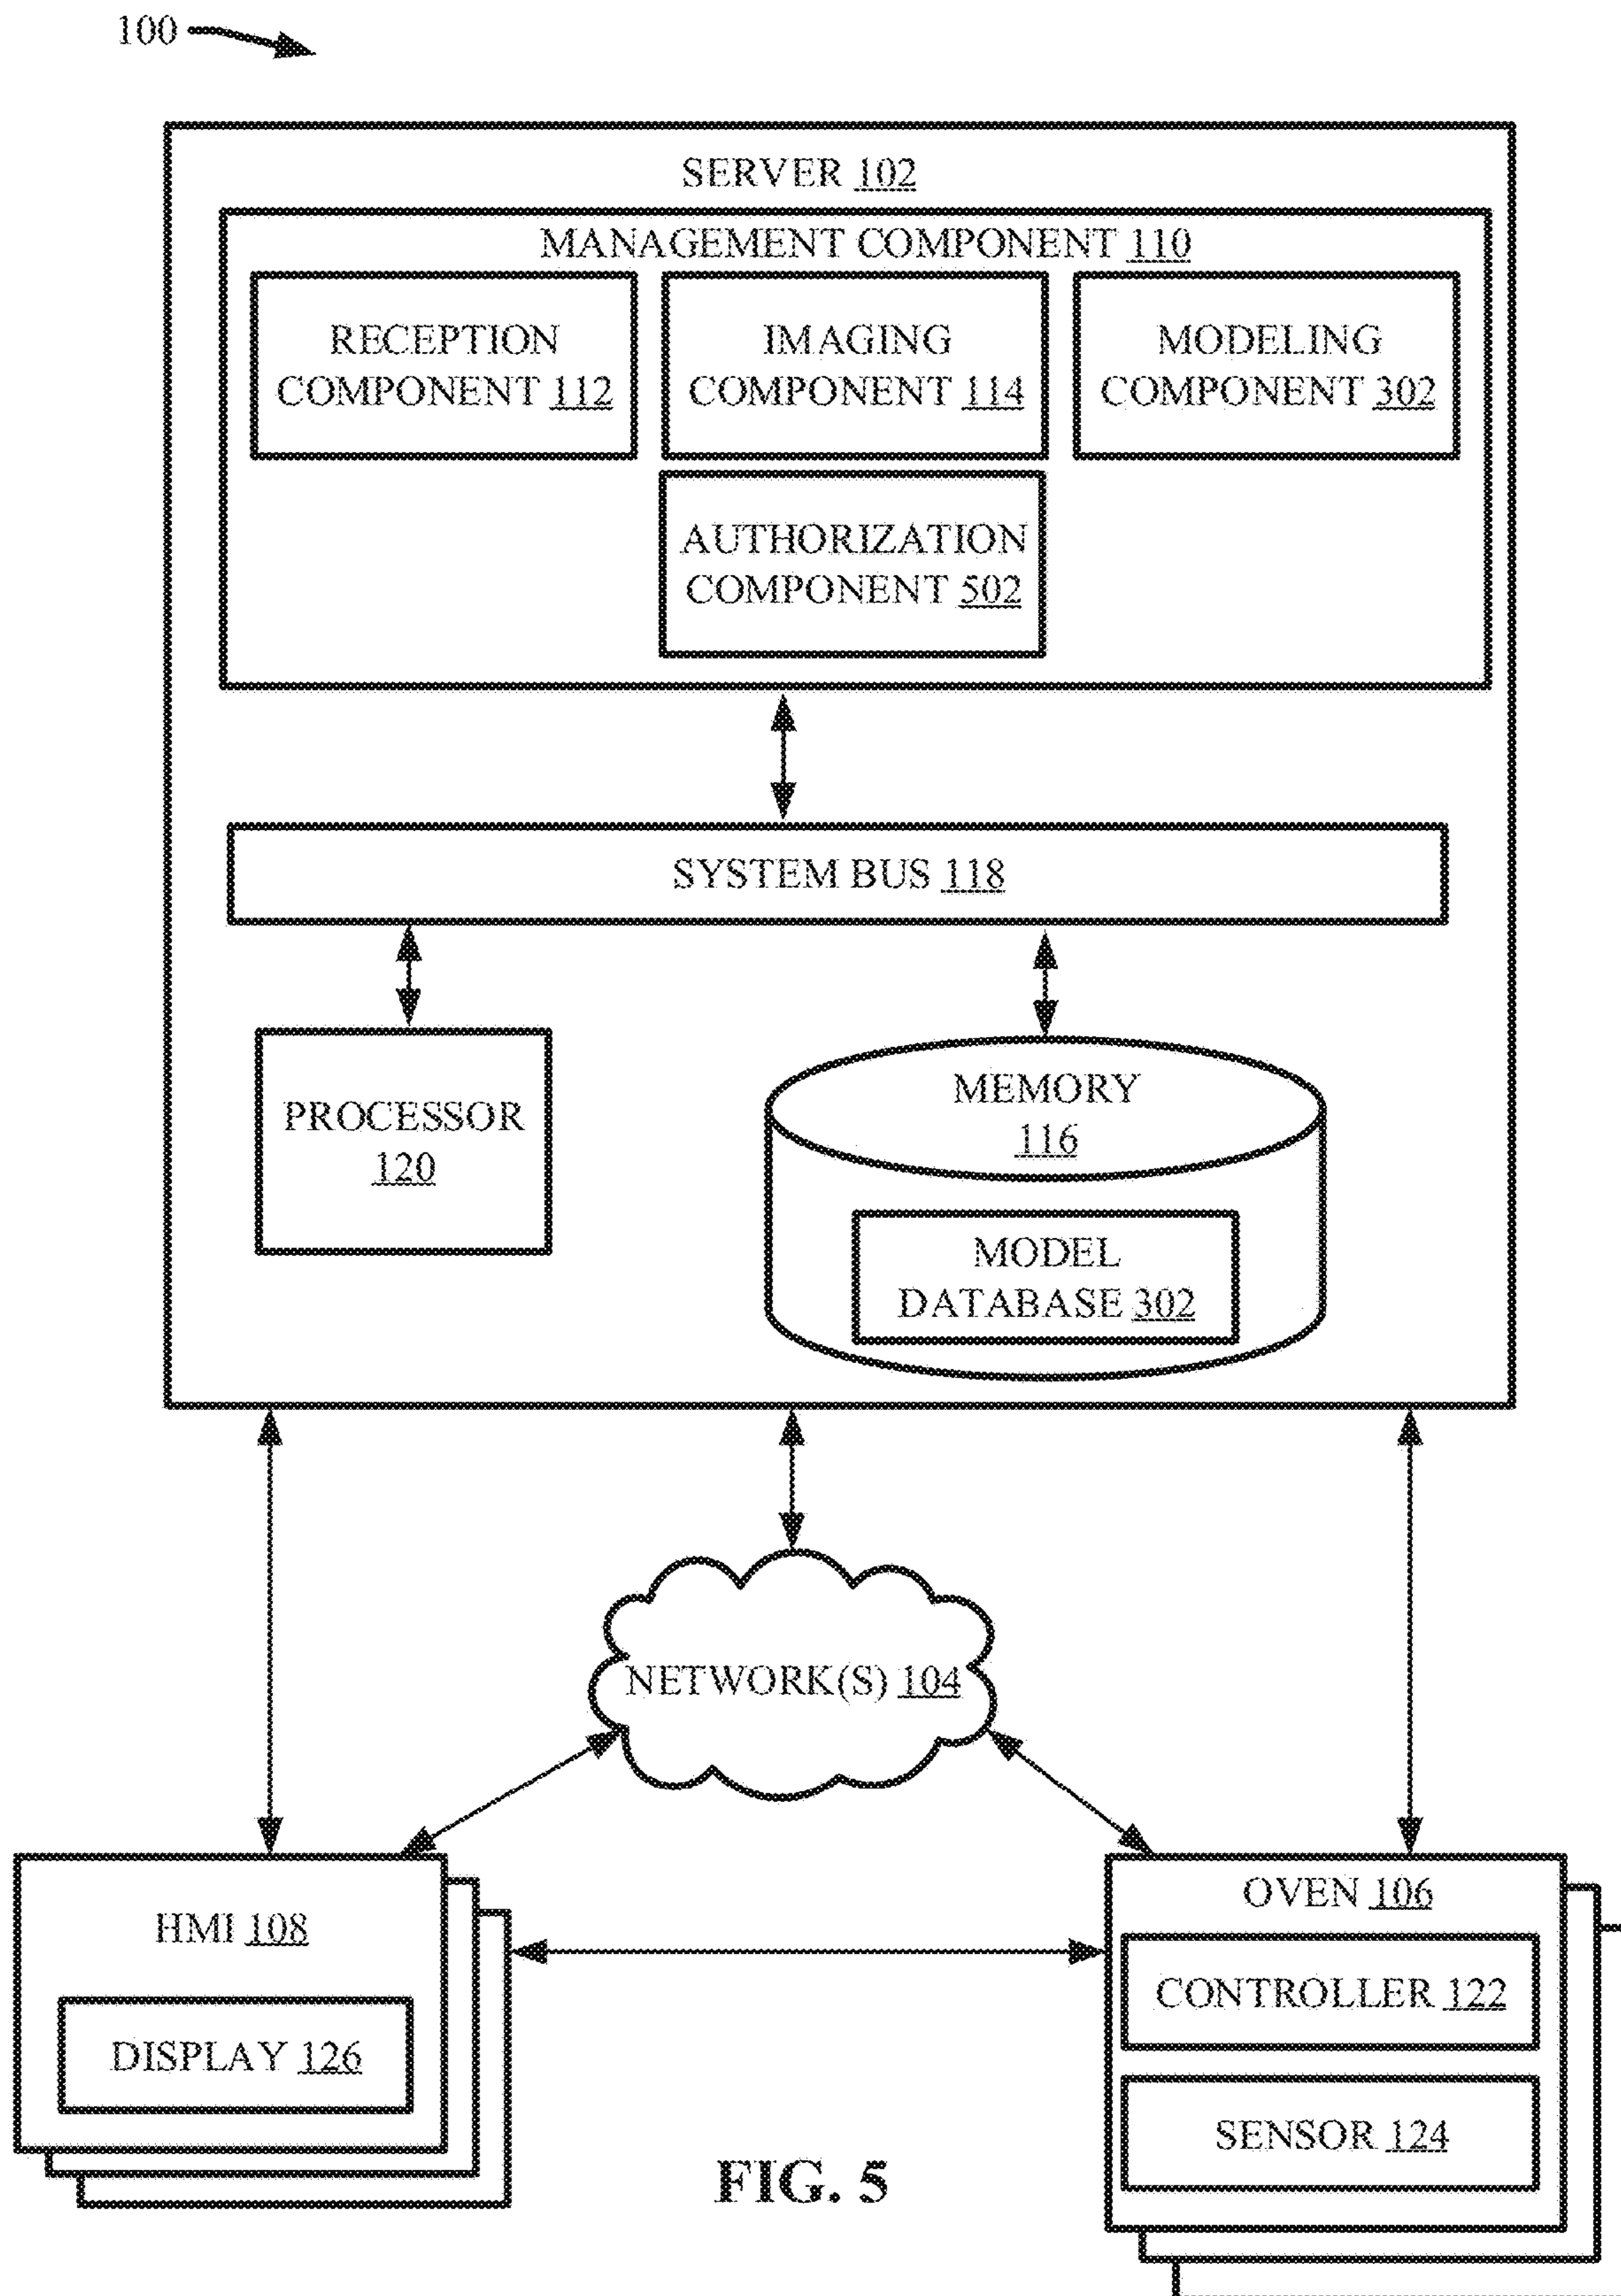 100
SERVER 102
MANAGEMENT COMPONENT 110
RECEPTION
COMPONENT 112
IMAGING
COMPONENT 114
MODELING
COMPONENT 302
AUTHORIZATION
COMPONENT 502
SYSTEM BUS 118
PROCESSOR
120
MEMORY
116
MODEL
DATABASE 302
NETWORK(S) 104
HMI 108
DISPLAY 126
OVEN 106
CONTROLLER 122
SENSOR 124
FIG. 5